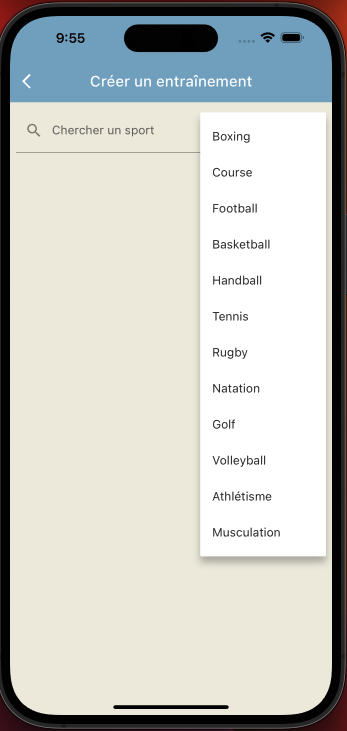 9:55
Créer un entraînement
Chercher un sport
Boxing
Course
Football
Basketball
Handball
Tennis
Rugby
Natation
Golf
Volleyball
Athlétisme
Musculation